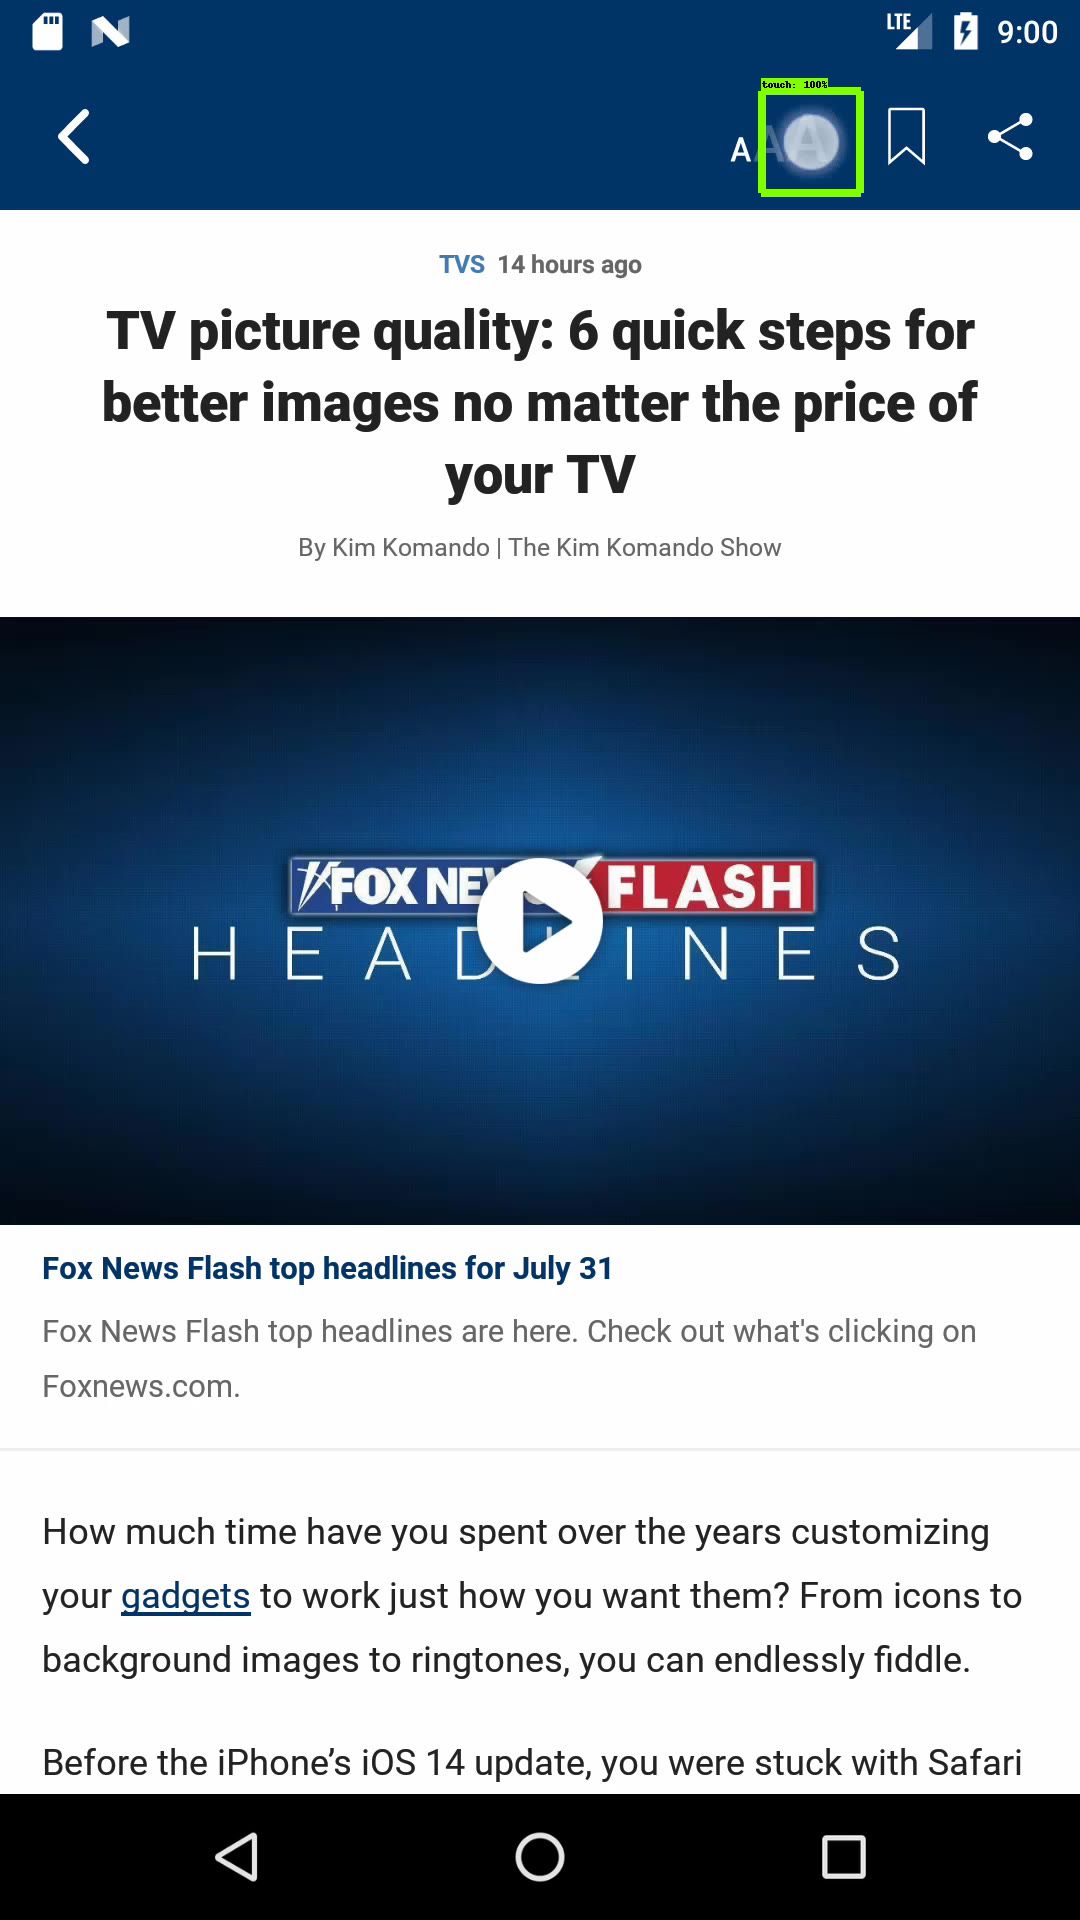 LTE 9:00
touch: 100%
A A A
TVS 14 hours ago
TV picture quality: 6 quick steps for
better images no matter the price of
your TV
By Kim Komando | The Kim Komando Show
FOX NEWS FLASH
HEADLINES
Fox News Flash top headlines for July 31
Fox News Flash top headlines are here. Check out what's clicking on
Foxnews.com.
How much time have you spent over the years customizing
your gadgets to work just how you want them? From icons to
background images to ringtones, you can endlessly fiddle.
Before the iPhone’s iOS 14 update, you were stuck with Safari